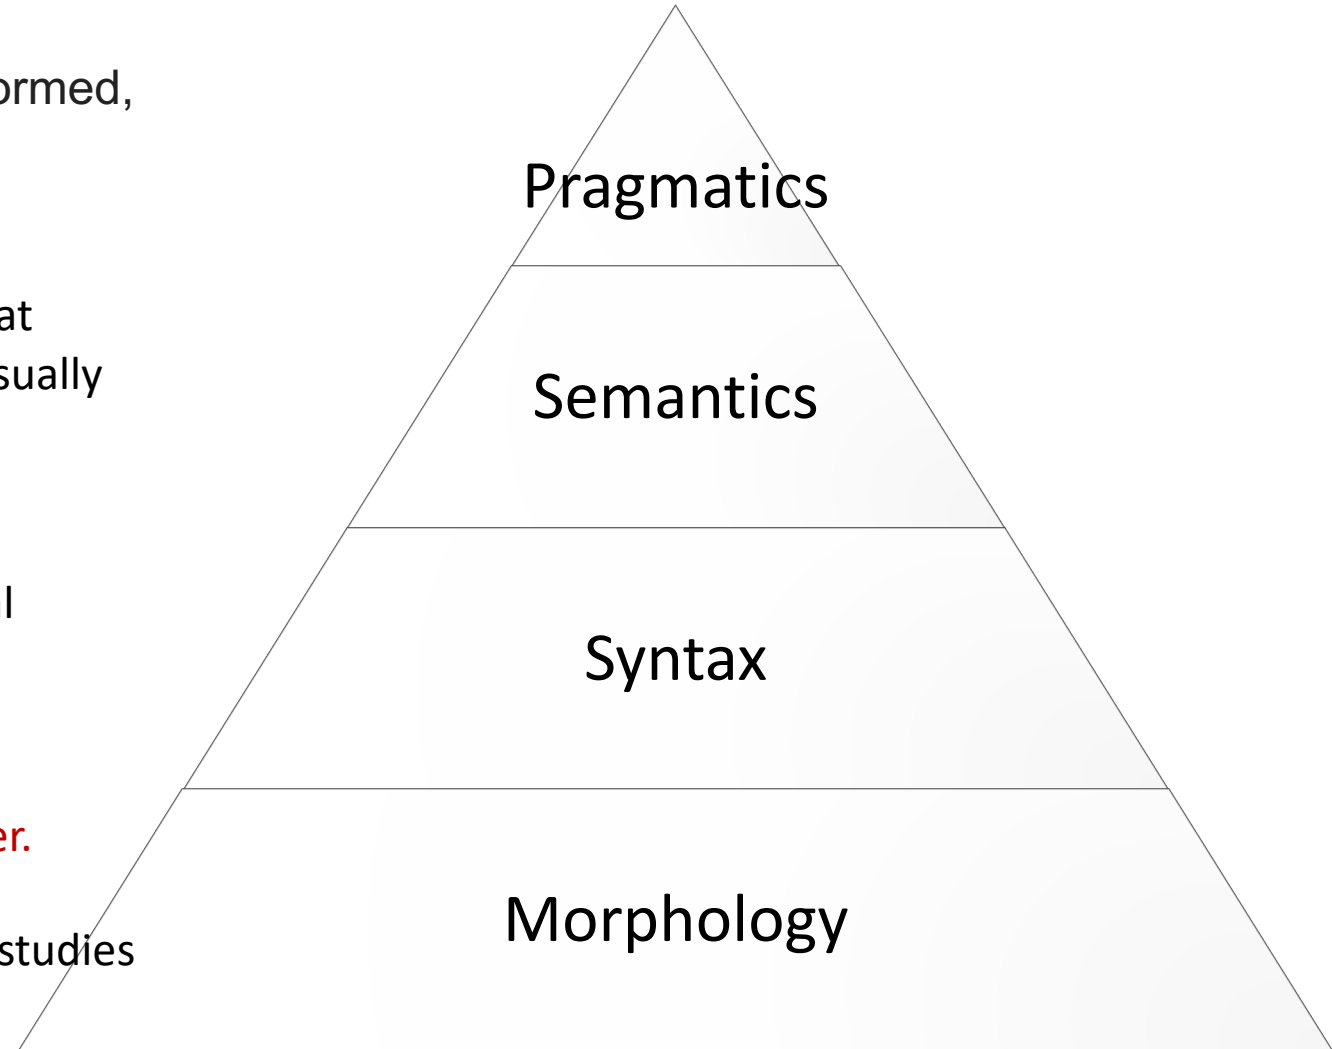 ormed,
at
sually
l
er.
studies
Pragmatics
Semantics
Syntax
Morphology